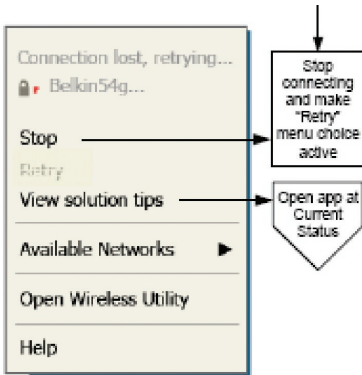 Connection lost, retrying...
Belkin54g...
Stop
Retry
View solution tips
Available Networks
Open Wireless Utility
Help
Stop
connecting
and make
"Retry"
menu choice
active
Open app at
Current
Status